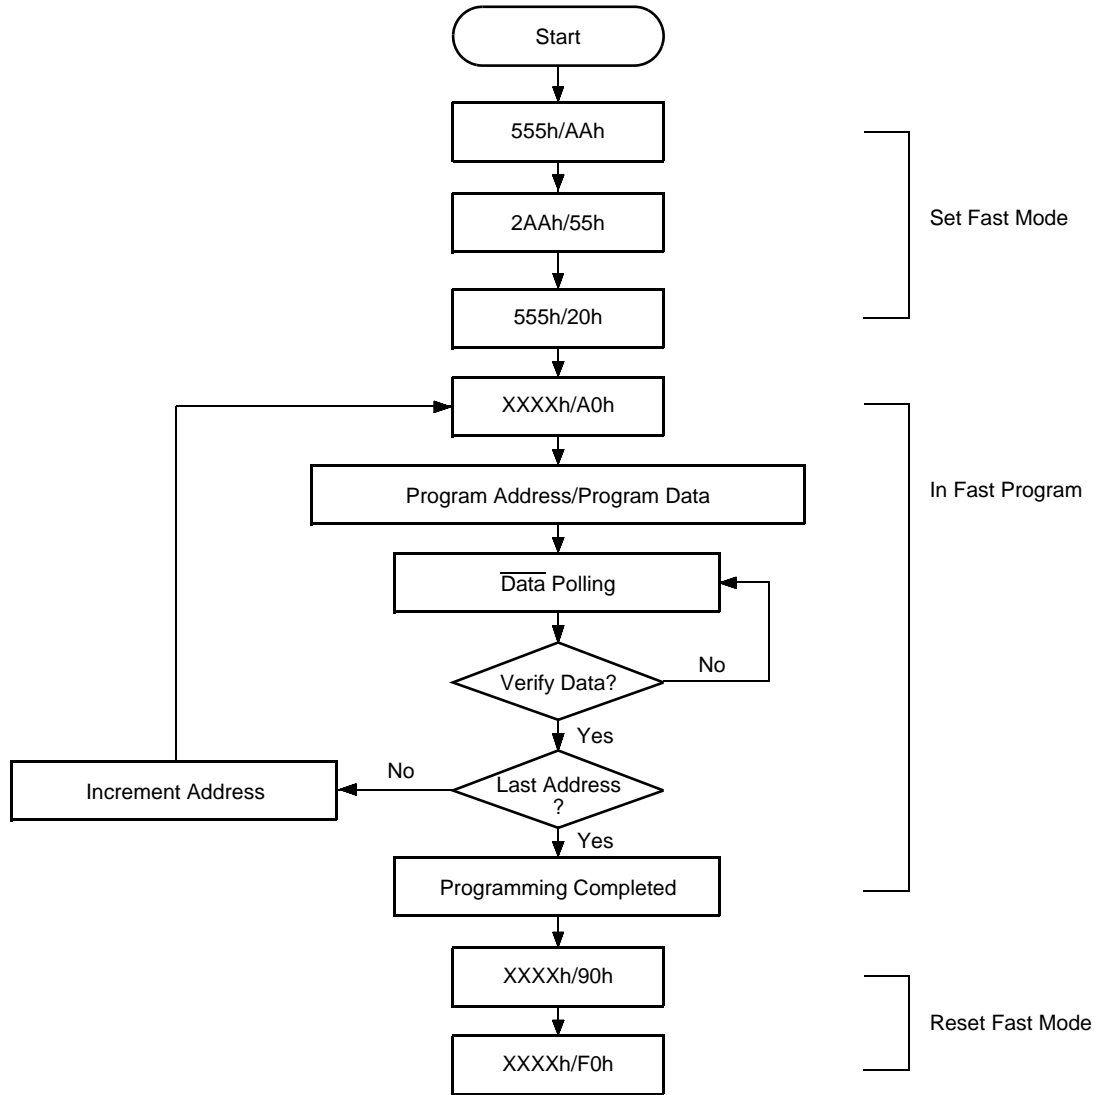 Start
555h/AAh
2AAh/55h
Set Fast Mode
555h/20h
XXXXh/A0h
Program Address/Program Data
In Fast Program
Data Polling
Verify Data?
No
Yes
Last Address
?
No
Increment Address
Yes
Programming Completed
XXXXh/90h
Reset Fast Mode
XXXXh/F0h